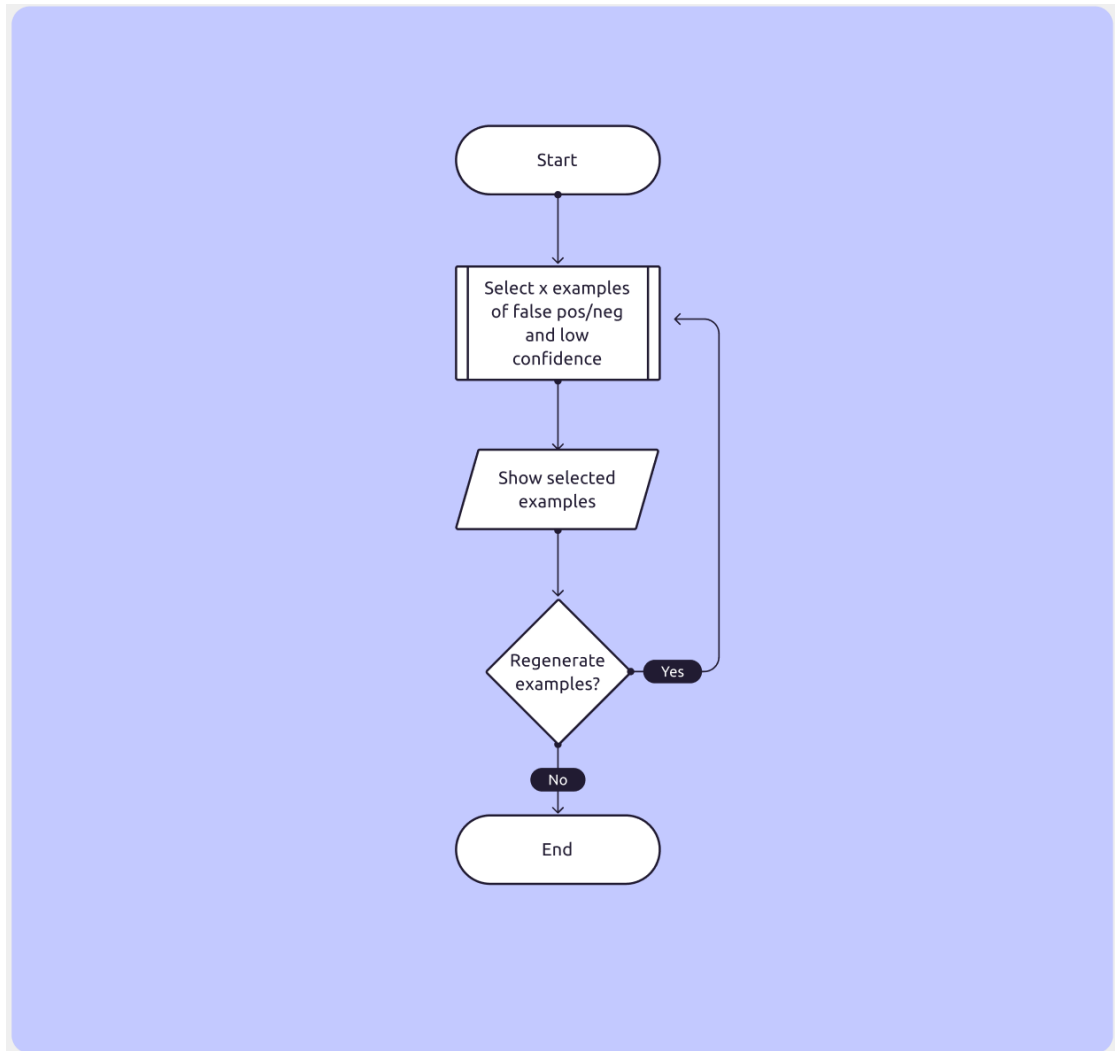 Start
Select x examples
of false pos/neg
and low
confidence
Show selected
examples
Regenerate
examples?
Yes
No
End